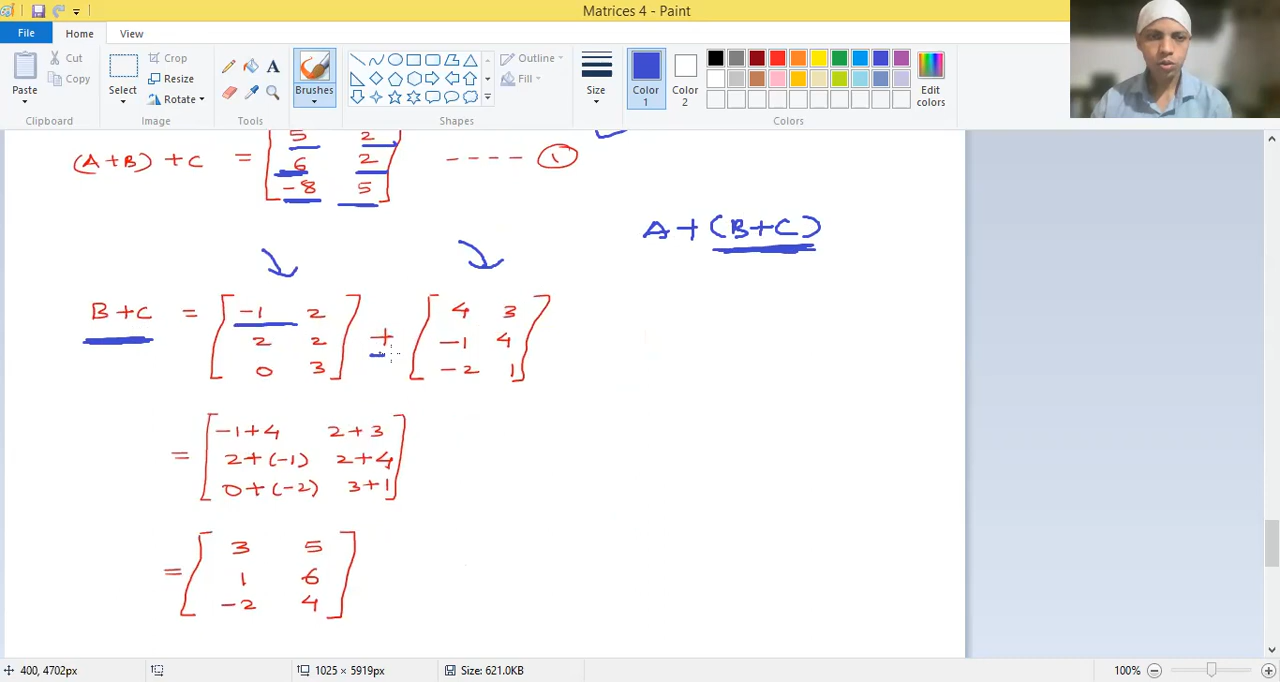 Matrices 4 - Paint
File Home View
Paste Cut Copy Select Crop Resize Rotate A Brushes Outline Fill Size Color 1 Color 2 Edit colors
Clipboard Image Tools Shapes Colors
5 2
(A+B) + C = 6 2 ---- 1
-8 5
A+(B+C)
B+C = [ -1 2 ] + [ 4 3 ]
2 2 -1 4
0 3 -2 1
-1+4 2+3
= 2+(-1) 2+4
0+(-2) 3+1
3 5
= 1 6
-2 4
400, 4702px 1025 × 5919px Size: 621.0KB 100%